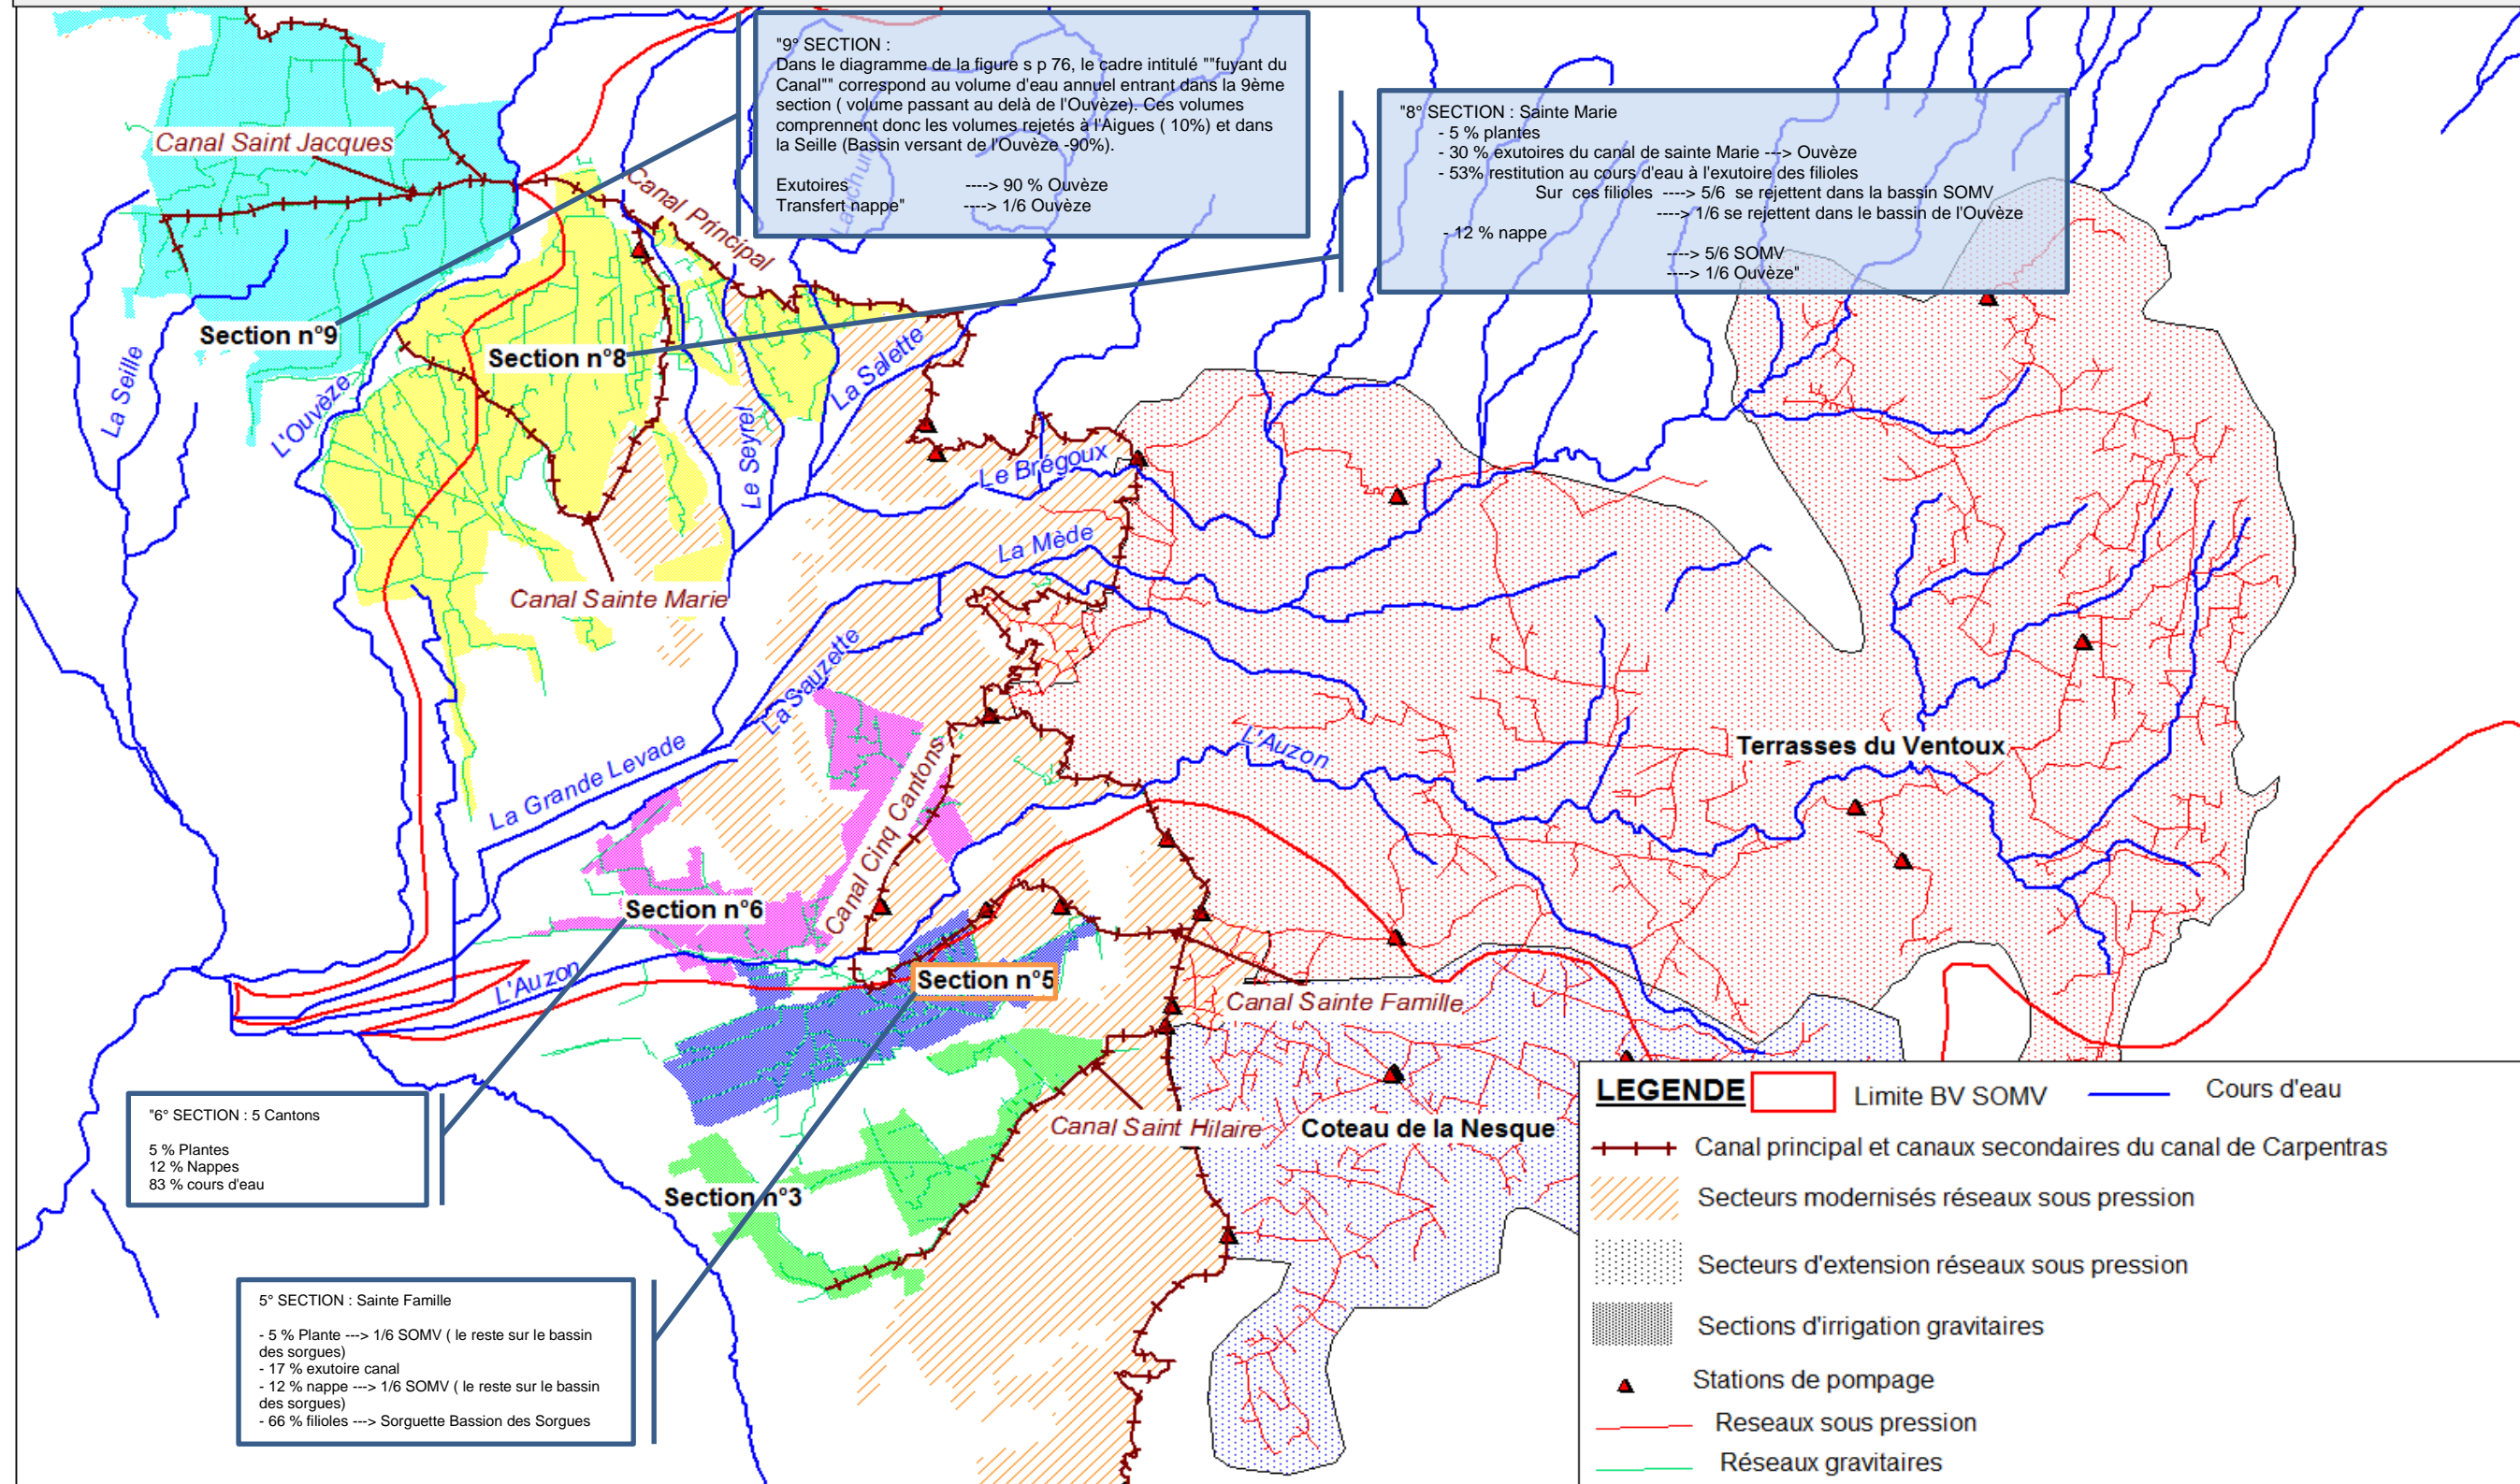 "9° SECTION :
Dans le diagramme de la figure s p 76, le cadre intitulé ""fuyant du
Canal"" correspond au volume d'eau annuel entrant dans la 9ème
section ( volume passant au delà de l'Ouvèze). Ces volumes
comprennent donc les volumes rejetés à l'Aigues ( 10%) et dans
la Seille (Bassin versant de l'Ouvèze -90%).
Exutoires ----> 90 % Ouvèze
Transfert nappe" ----> 1/6 Ouvèze
"8° SECTION : Sainte Marie
- 5 % plantes
- 30 % exutoires du canal de sainte Marie ---> Ouvèze
- 53% restitution au cours d'eau à l'exutoire des filioles
Sur ces filioles ----> 5/6 se rejettent dans la bassin SOMV
----> 1/6 se rejettent dans le bassin de l'Ouvèze
- 12 % nappe
----> 5/6 SOMV
----> 1/6 Ouvèze"
Canal Saint Jacques
Canal Principal
Section n°9
Section n°8
La Seille
L'Ouvèze
La Salette
Le Seyrel
Le Brégoux
La Mède
Canal Sainte Marie
La Sauzette
La Grande Levade
Canal Cinq Cantons
L'Auzon
Terrasses du Ventoux
Section n°6
L'Auzon
Section n°5
Canal Sainte Famille
Canal Saint Hilaire
Coteau de la Nesque
Section n°3
"6° SECTION : 5 Cantons
5 % Plantes
12 % Nappes
83 % cours d'eau
5° SECTION : Sainte Famille
- 5 % Plante ---> 1/6 SOMV ( le reste sur le bassin
des sorgues)
- 17 % exutoire canal
- 12 % nappe ---> 1/6 SOMV ( le reste sur le bassin
des sorgues)
- 66 % filioles ---> Sorguette Bassion des Sorgues
LEGENDE
Limite BV SOMV
Cours d'eau
Canal principal et canaux secondaires du canal de Carpentras
Secteurs modernisés réseaux sous pression
Secteurs d'extension réseaux sous pression
Sections d'irrigation gravitaires
Stations de pompage
Reseaux sous pression
Réseaux gravitaires